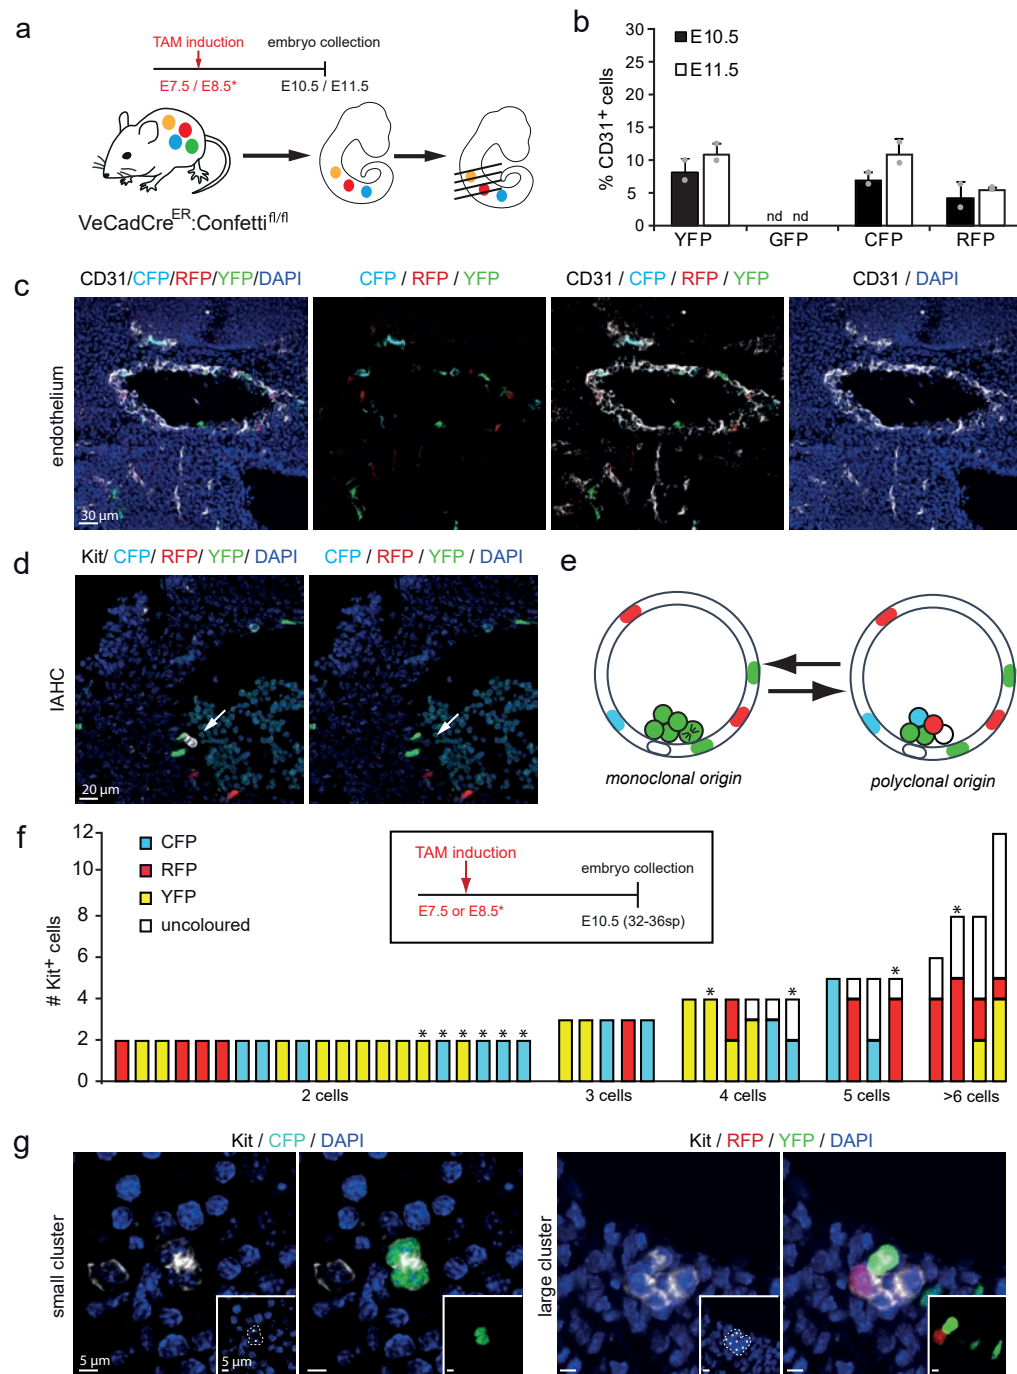 a
TAM induction
embryo collection
E7.5 / E8.5*
E10.5 / E11.5
VeCadCreER:Confettifl/fl
b
E10.5
E11.5
% CD31+ cells
30
25
20
15
10
5
0
nd nd
YFP GFP CFP RFP
c
CD31/CFP/RFP/YFP/DAPI
CFP / RFP / YFP
CD31 / CFP / RFP / YFP
CD31 / DAPI
endothelium
30 µm
d
Kit/ CFP/ RFP/ YFP/ DAPI
CFP / RFP / YFP / DAPI
IAHC
20 µm
e
monoclonal origin
polyclonal origin
f
# Kit+ cells
12
10
8
6
4
2
0
CFP
RFP
YFP
uncoloured
TAM induction
embryo collection
E7.5 or E8.5*
E10.5 (32-36sp)
* * * * * *
* *
*
*
2 cells 3 cells 4 cells 5 cells >6 cells
g
Kit / CFP / DAPI
Kit / RFP / YFP / DAPI
small cluster
5 µm
5 µm
large cluster